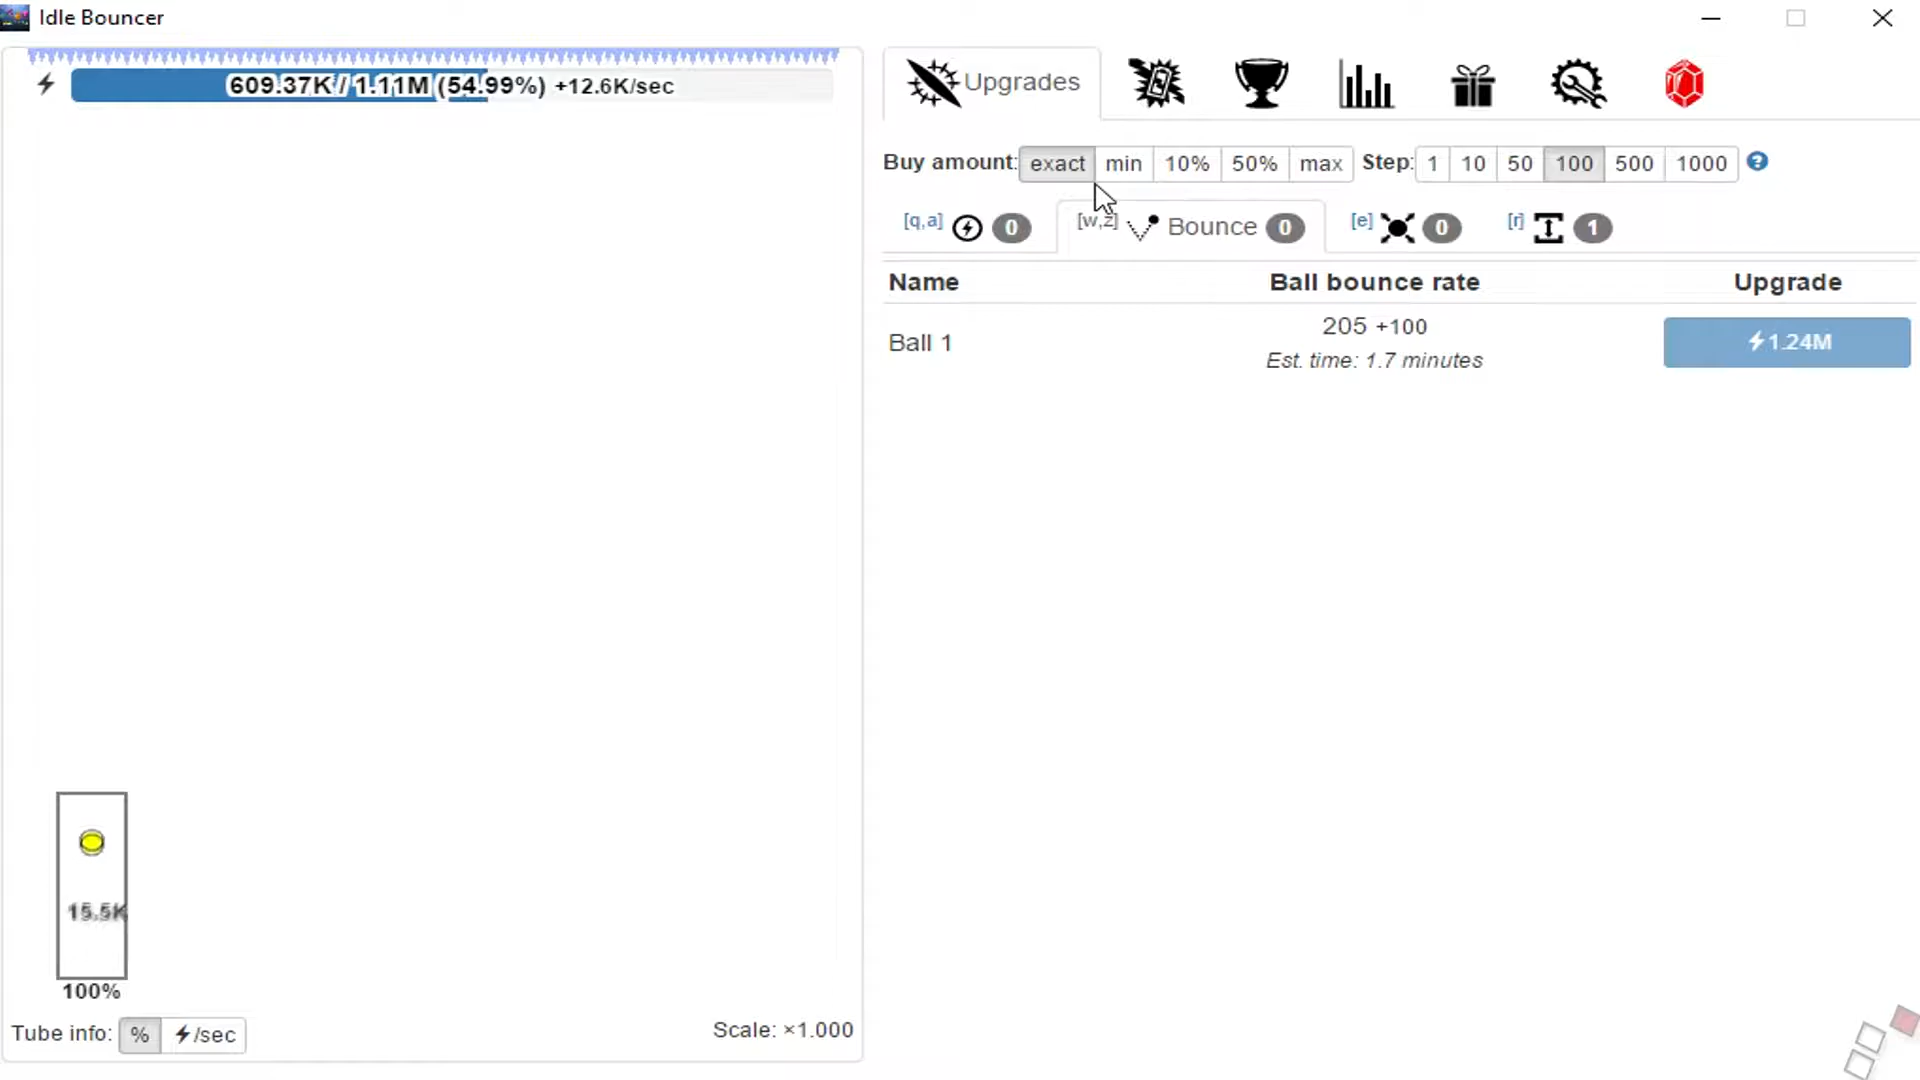 Idle Bouncer
609.37K / 1.11M (54.99%) +12.6K/sec
Upgrades
Buy amount: exact min 10% 50% max Step: 1 10 50 100 500 1000 ?
[q,a] 0 [w,z] Bounce 0 [e] 0 [r] 1
Name Ball bounce rate Upgrade
Ball 1 205 +100 1.24M
Est. time: 1.7 minutes
15.5K
100%
Tube info: % /sec Scale: ×1.000